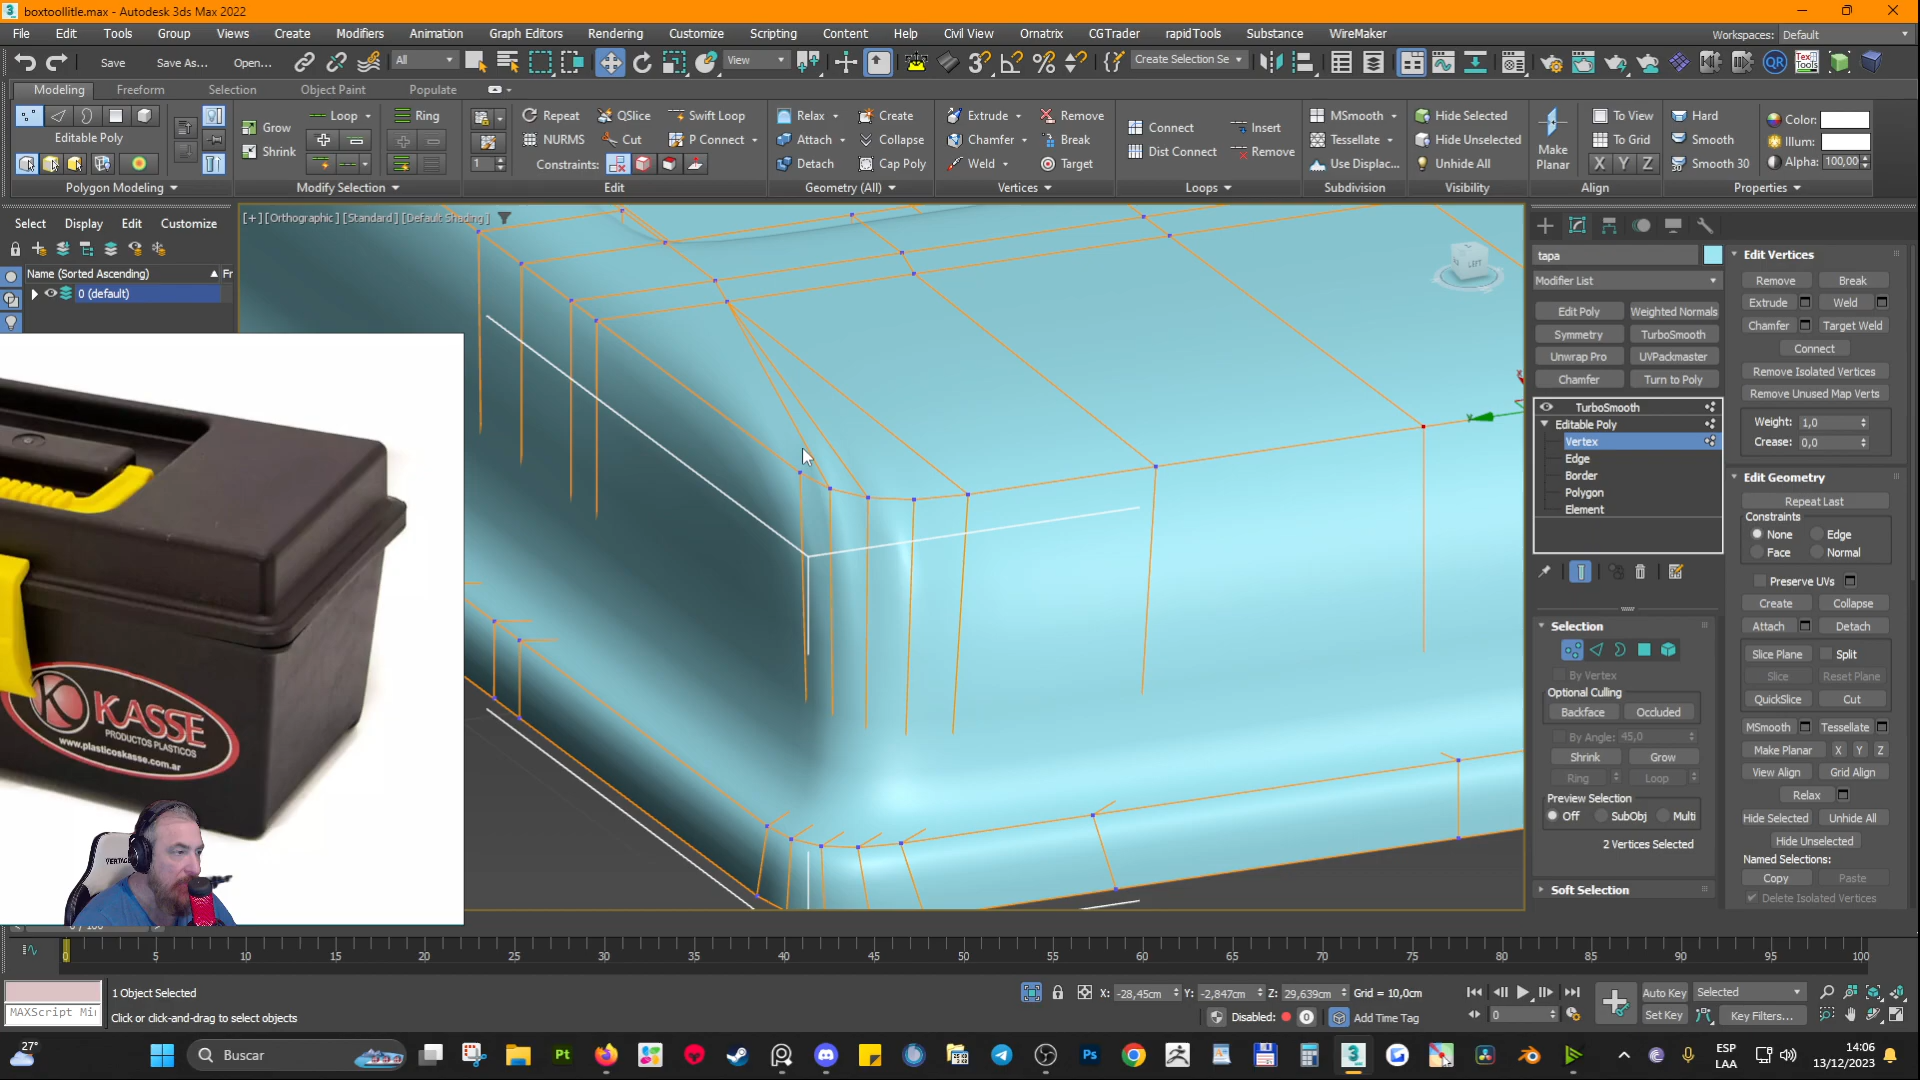 boxtoollitle.max - Autodesk 3ds Max 2022
File Edit Tools Group Views Create Modifiers Animation Graph Editors Rendering Customize Scripting Content Help Civil View Ornatrix CGTrader rapidTools Substance WireMaker
Workspaces: Default
Save Save As... Open... All View Create Selection Se
Modeling Freeform Selection Object Paint Populate
Loop Ring Repeat QSlice Swift Loop Relax Create Extrude Remove MSmooth Hide Selected To View Hard Color:
Editable Poly Grow NURMS Cut P Connect Attach Collapse Chamfer Break Connect Insert Tessellate Hide Unselected To Grid Smooth Illum:
Shrink 1 Constraints: Detach Cap Poly Weld Target Dist Connect Remove Use Displac... Unhide All Make Planar X Y Z Smooth 30 Alpha: 100,00
Polygon Modeling Modify Selection Edit Geometry (All) Vertices Loops Subdivision Visibility Align Properties
Select Display Edit Customize
[+] [Orthographic] [Standard] [Default Shading]
Name (Sorted Ascending) Fr
0 (default)
LEFT
x
y
KASSE
PRODUCTOS PLASTICOS
www.plasticoskasse.com.ar
tapa
Modifier List
Edit Poly Weighted Normals
Symmetry TurboSmooth
Unwrap Pro UVPackmaster
Chamfer Turn to Poly
TurboSmooth
Editable Poly
Vertex
Edge
Border
Polygon
Element
Selection
By Vertex
Optional Culling
Backface Occluded
By Angle: 45,0
Shrink Grow
Ring Loop
Preview Selection
Off SubObj Multi
2 Vertices Selected
Soft Selection
Edit Vertices
Remove Break
Extrude Weld
Chamfer Target Weld
Connect
Remove Isolated Vertices
Remove Unused Map Verts
Weight: 1,0
Crease: 0,0
Edit Geometry
Repeat Last
Constraints
None Edge
Face Normal
Preserve UVs
Create Collapse
Attach Detach
Slice Plane Split
Slice Reset Plane
QuickSlice Cut
MSmooth Tessellate
Make Planar X Y Z
View Align Grid Align
Relax
Hide Selected Unhide All
Hide Unselected
Named Selections:
Copy Paste
Delete Isolated Vertices
0 / 100
0 5 10 15 20 25 30 35 40 45 50 55 60 65 70 75 80 85 90 95 100
1 Object Selected
X: -28,45cm Y: -2,847cm Z: 29,639cm Grid = 10,0cm
Auto Key Selected
MAXScript Mi
Click or click-and-drag to select objects
Disabled: 0 Add Time Tag
0 Set Key Key Filters...
27°
Buscar
ESP
LAA
14:06
13/12/2023